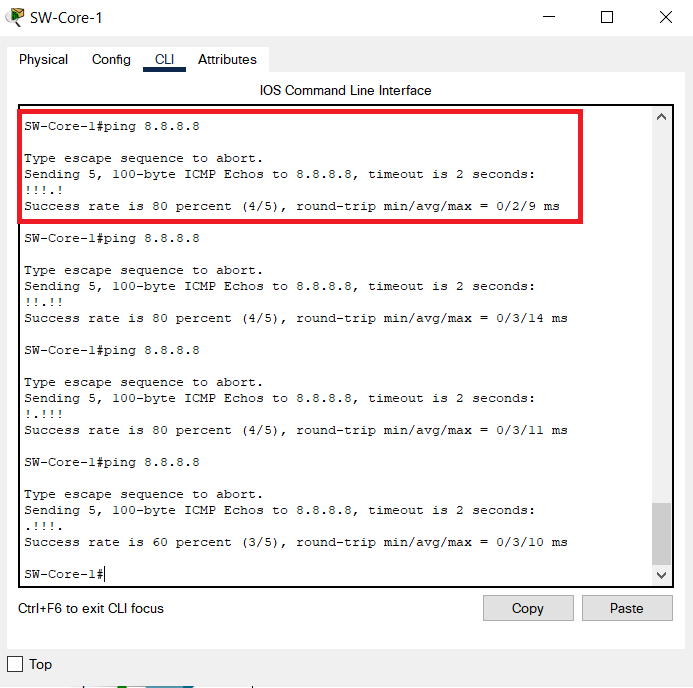 SW-Core-1
Physical Config CLI Attributes
IOS Command Line Interface
SW-Core-1#ping 8.8.8.8
Type escape sequence to abort.
Sending 5, 100-byte ICMP Echos to 8.8.8.8, timeout is 2 seconds:
!!!.!
Success rate is 80 percent (4/5), round-trip min/avg/max = 0/2/9 ms
SW-Core-1#ping 8.8.8.8
Type escape sequence to abort.
Sending 5, 100-byte ICMP Echos to 8.8.8.8, timeout is 2 seconds:
!!.!!
Success rate is 80 percent (4/5), round-trip min/avg/max = 0/3/14 ms
SW-Core-1#ping 8.8.8.8
Type escape sequence to abort.
Sending 5, 100-byte ICMP Echos to 8.8.8.8, timeout is 2 seconds:
!.!!!
Success rate is 80 percent (4/5), round-trip min/avg/max = 0/3/11 ms
SW-Core-1#ping 8.8.8.8
Type escape sequence to abort.
Sending 5, 100-byte ICMP Echos to 8.8.8.8, timeout is 2 seconds:
.!!!.
Success rate is 60 percent (3/5), round-trip min/avg/max = 0/3/10 ms
SW-Core-1#
Ctrl+F6 to exit CLI focus
Copy
Paste
Top